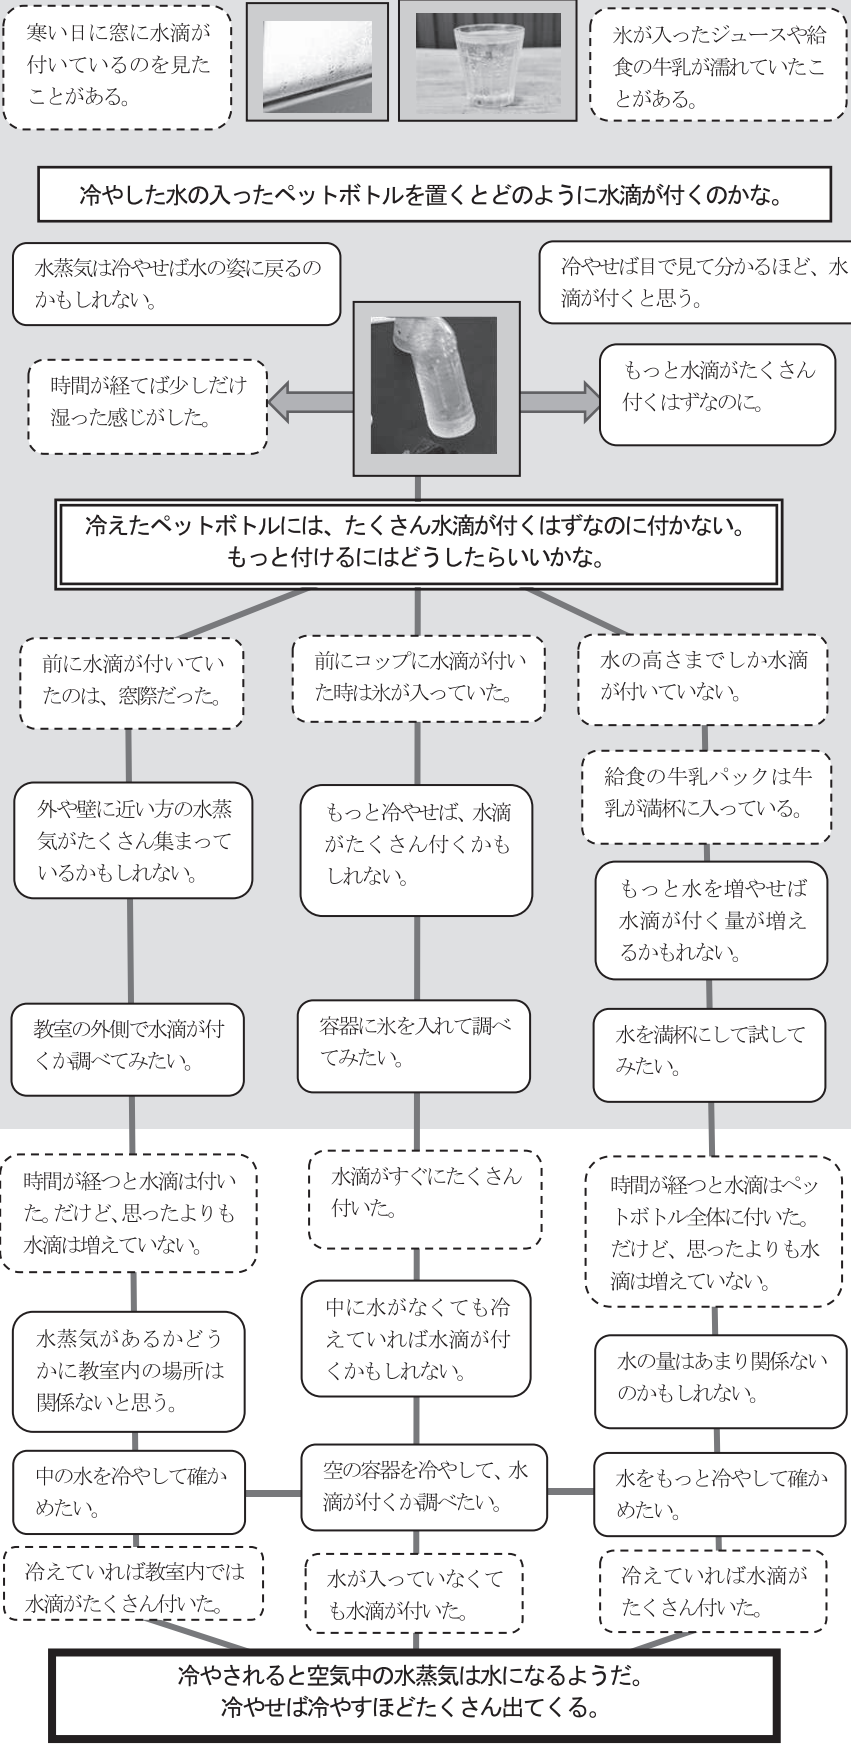 寒い日に窓に水滴が
付いているのを見た
ことがある。
氷が入ったジュースや給
食の牛乳が濡れていたこ
とがある。
冷やした水の入ったペットボトルを置くとどのように水滴が付くのかな。
水蒸気は冷やせば水の姿に戻るの
かもしれない。
冷やせば目で見て分かるほど、水
滴が付くと思う。
時間が経てば少しだけ
湿った感じがした。
もっと水滴がたくさん
付くはずなのに。
冷えたペットボトルには、たくさん水滴が付くはずなのに付かない。
もっと付けるにはどうしたらいいかな。
前に水滴が付いてい
たのは、窓際だった。
外や壁に近い方の水蒸
気がたくさん集まって
いるかもしれない。
教室の外側で水滴が付
くか調べてみたい。
時間が経つと水滴は付い
た。だけど、思ったよりも
水滴は増えていない。
水蒸気があるかどう
かに教室内の場所は
関係ないと思う。
中の水を冷やして確か
めたい。
冷えていれば教室内では
水滴がたくさん付いた。
前にコップに水滴が付い
た時は氷が入っていた。
もっと冷やせば、水滴
がたくさん付くかも
しれない。
容器に氷を入れて調べ
てみたい。
水滴がすぐにたくさん
付いた。
中に水がなくても冷
えていれば水滴が付
くかもしれない。
空の容器を冷やして、水
滴が付くか調べたい。
水が入っていなくて
も水滴が付いた。
水の高さまでしか水滴
が付いていない。
給食の牛乳パックは牛
乳が満杯に入っている。
もっと水を増やせば
水滴が付く量が増え
るかもれない。
水を満杯にして試して
みたい。
時間が経つと水滴はペッ
トボトル全体に付いた。
だけど、思ったよりも水
滴は増えていない。
水の量はあまり関係ない
のかもしれない。
水をもっと冷やして確か
めたい。
冷えていれば水滴が
たくさん付いた。
冷やされると空気中の水蒸気は水になるようだ。
冷やせば冷やすほどたくさん出てくる。